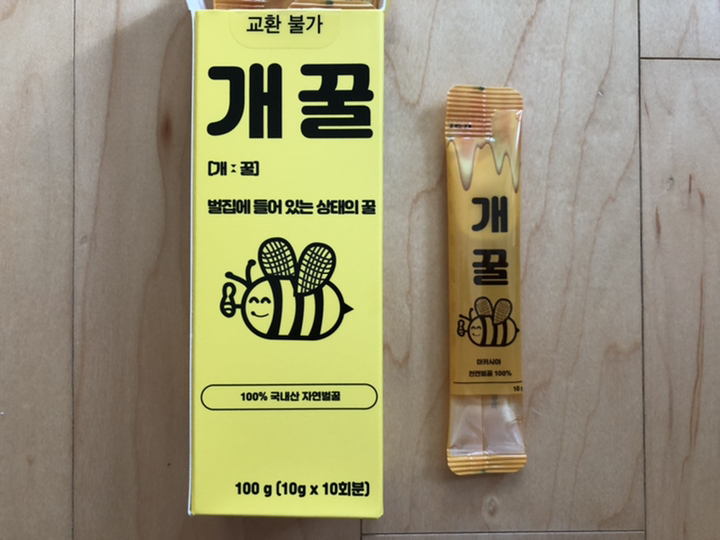 교환 불가
개꿀
[개 : 꿀]
벌집에 들어 있는 상태의 꿀
100% 국내산 자연벌꿀
100 g (10g x 10회분)
개
꿀
아카시아
천연벌꿀 100%